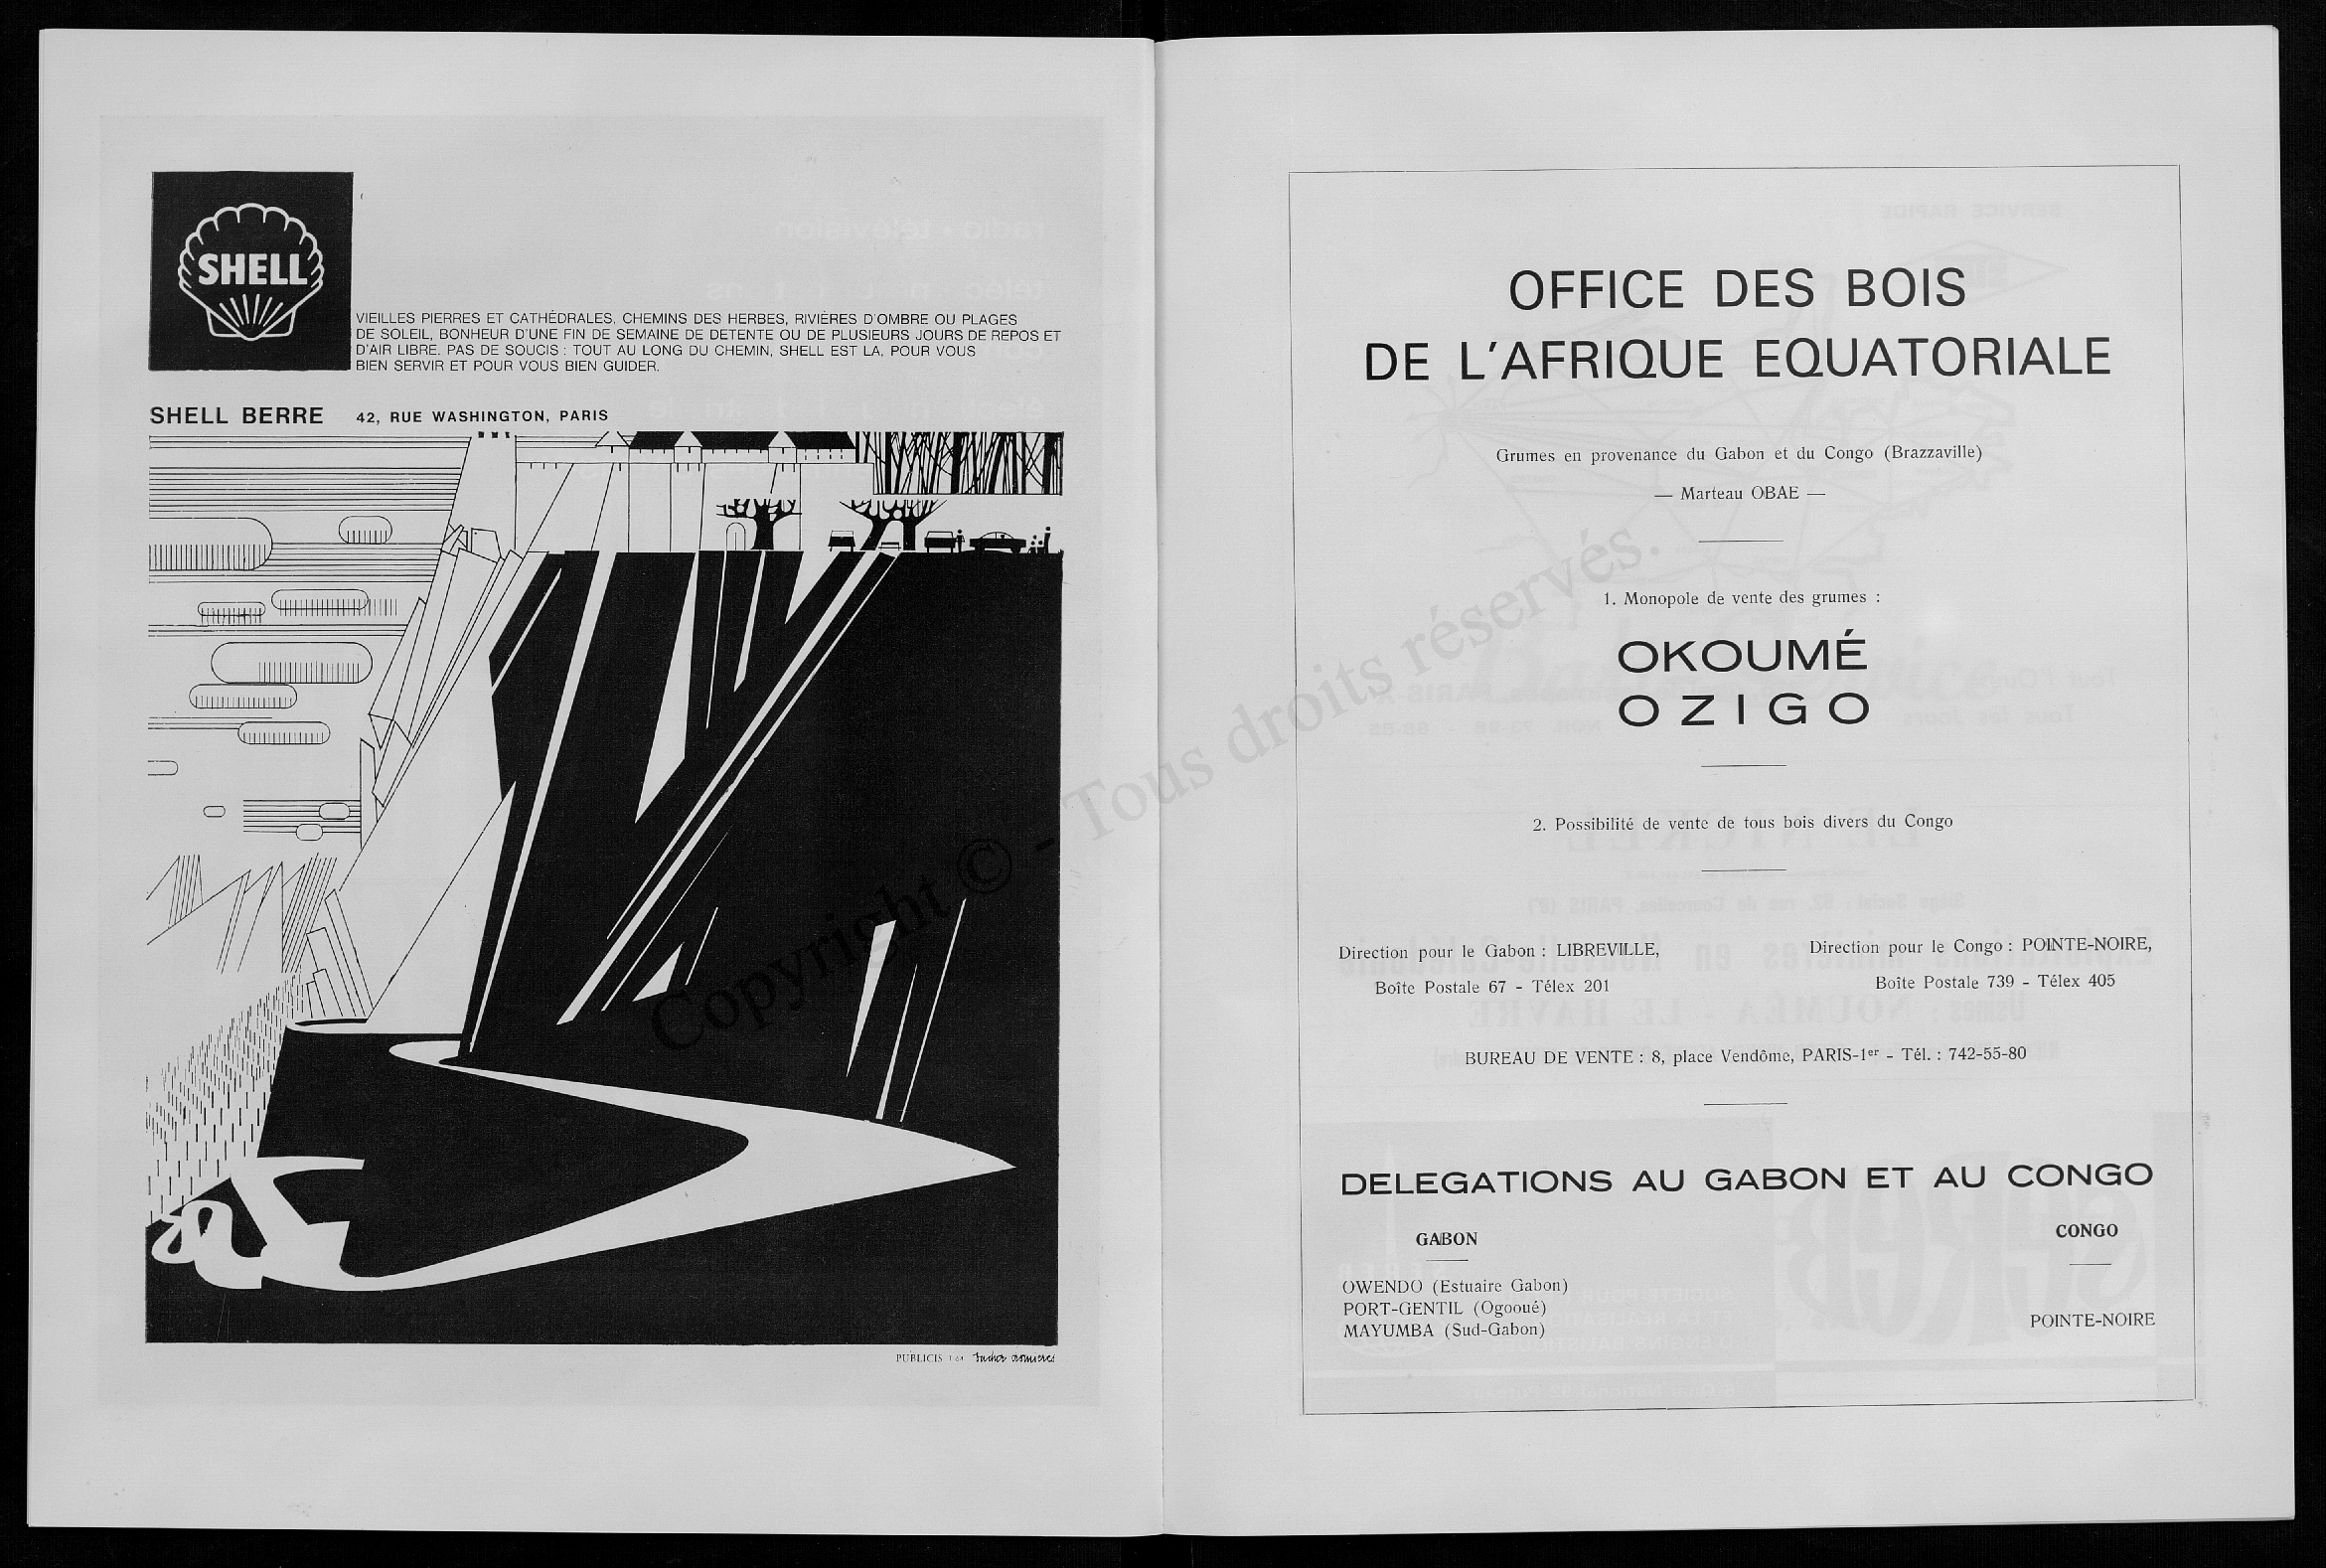 SHELL
VIEILLES PIERRES ET CATHÉDRALES, CHEMINS DES HERBES, RIVIÈRES D'OMBRE OU PLAGES
DE SOLEIL, BONHEUR D'UNE FIN DE SEMAINE DE DETENTE OU DE PLUSIEURS JOURS DE REPOS ET
D'AIR LIBRE. PAS DE SOUCIS : TOUT AU LONG DU CHEMIN, SHELL EST LA, POUR VOUS
BIEN SERVIR ET POUR VOUS BIEN GUIDER.
SHELL BERRE 42, RUE WASHINGTON, PARIS
PUBLICIS
OFFICE DES BOIS
DE L'AFRIQUE EQUATORIALE
Grumes en provenance du Gabon et du Congo (Brazzaville)
— Marteau OBAE —
1. Monopole de vente des grumes :
OKOUMÉ
OZIGO
2. Possibilité de vente de tous bois divers du Congo
Direction pour le Gabon : LIBREVILLE,
Boîte Postale 67 - Télex 201
Direction pour le Congo : POINTE-NOIRE,
Boîte Postale 739 - Télex 405
BUREAU DE VENTE : 8, place Vendôme, PARIS-1er - Tél. : 742-55-80
DELEGATIONS AU GABON ET AU CONGO
GABON
OWENDO (Estuaire Gabon)
PORT-GENTIL (Ogooué)
MAYUMBA (Sud-Gabon)
CONGO
POINTE-NOIRE
Copyright © - Tous droits réservés.